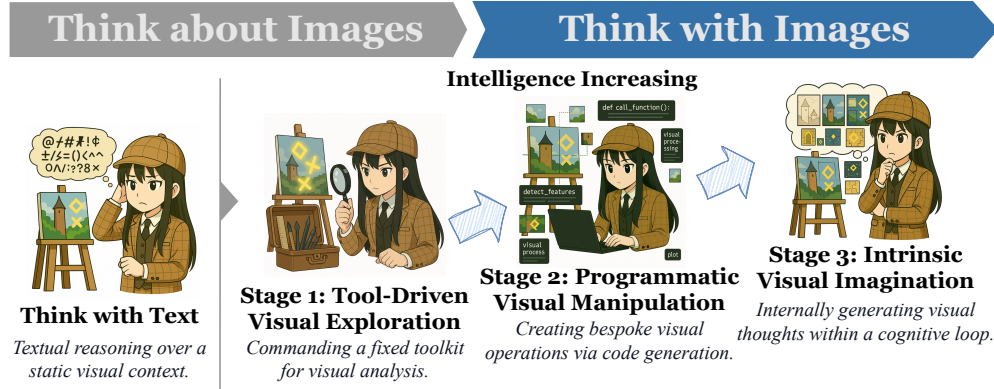 Think about Images
Think with Images
Intelligence Increasing
def call_function():
visual
proce-
ssing
detect_features
visual
process
plot
Think with Text
Textual reasoning over a
static visual context.
Stage 1: Tool-Driven
Visual Exploration
Commanding a fixed toolkit
for visual analysis.
Stage 2: Programmatic
Visual Manipulation
Creating bespoke visual
operations via code generation.
Stage 3: Intrinsic
Visual Imagination
Internally generating visual
thoughts within a cognitive loop.